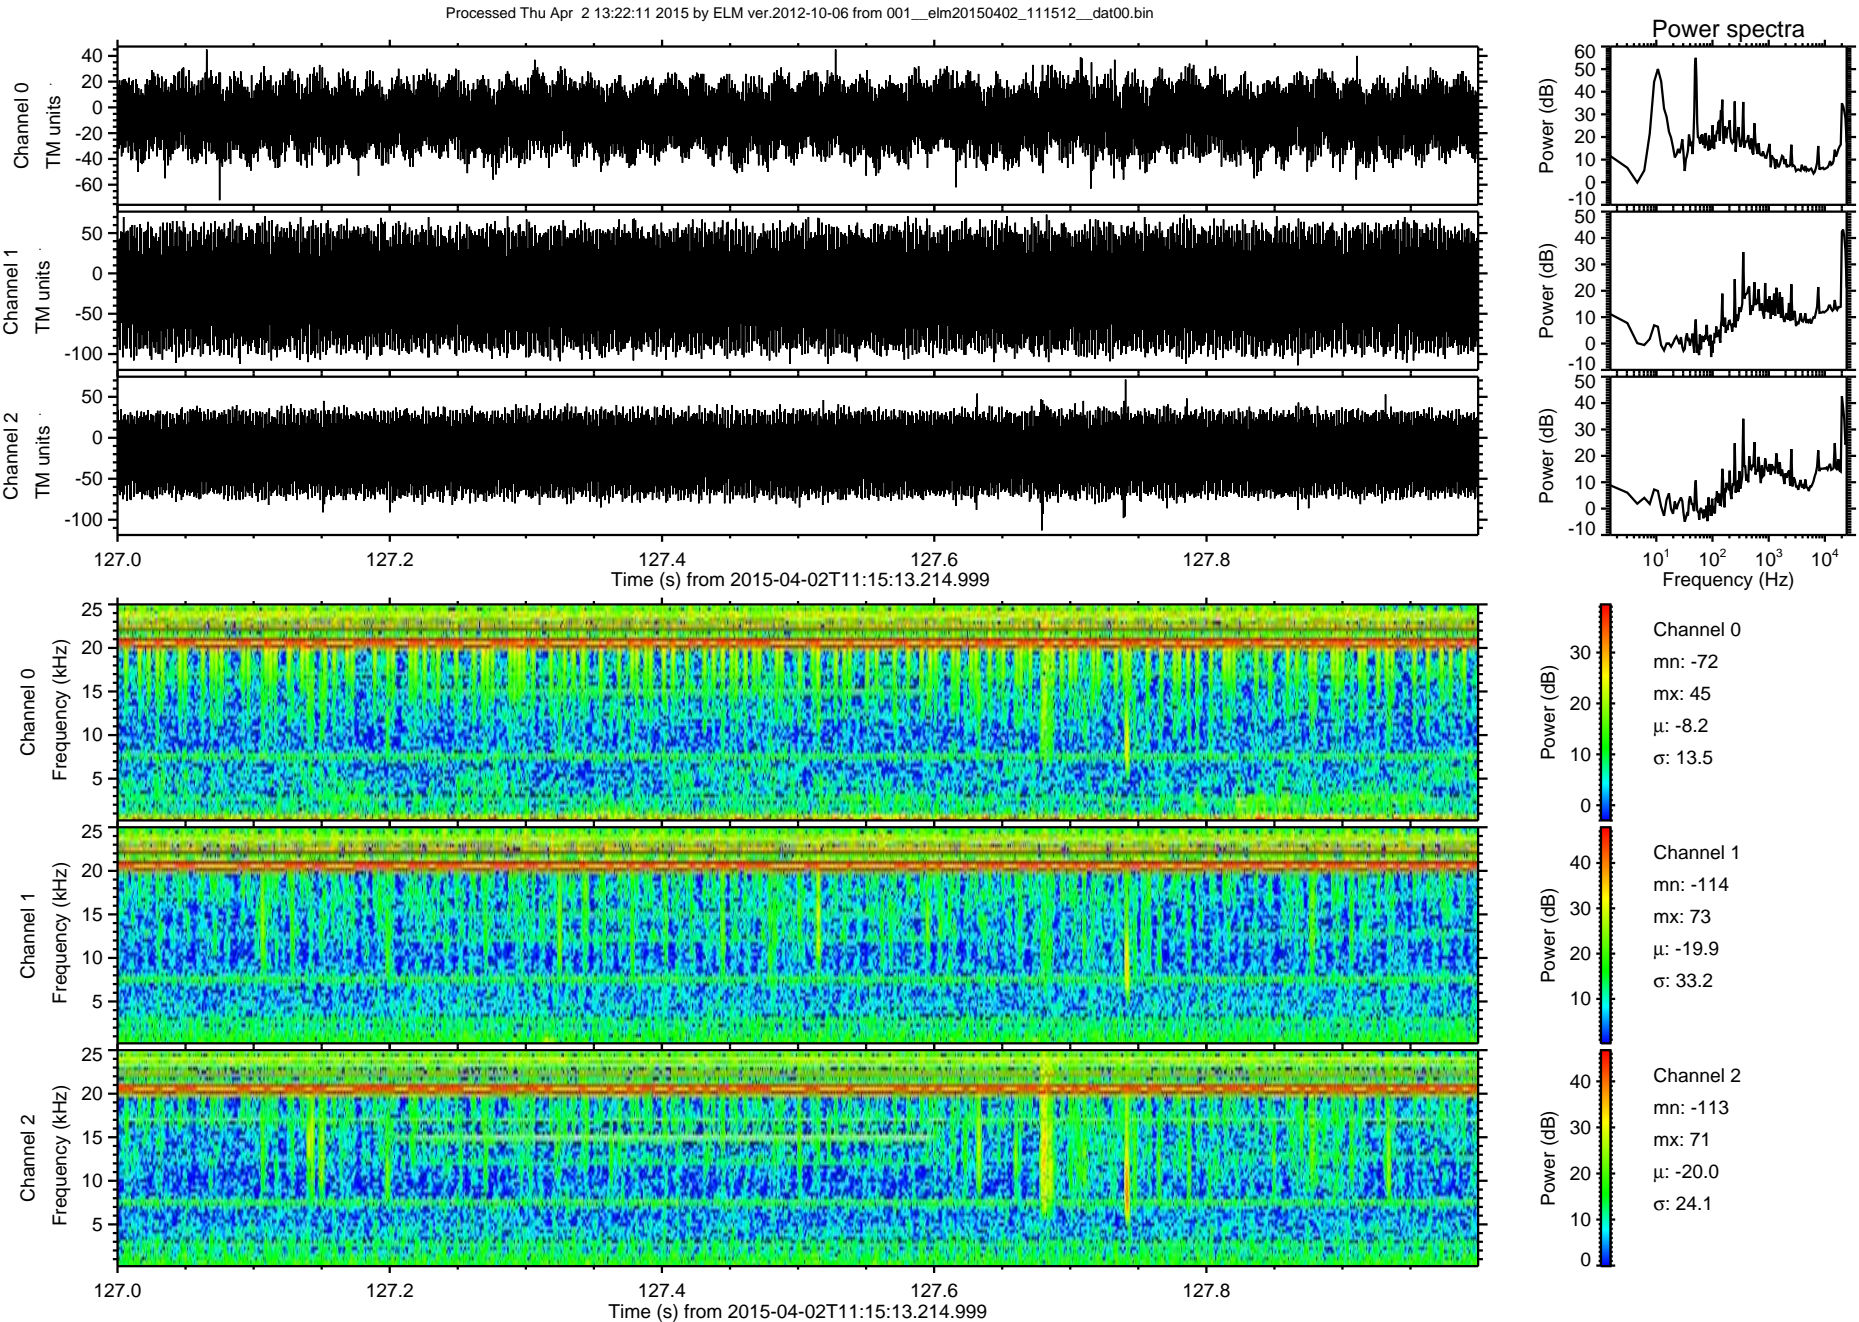 Processed Thu Apr  2 13:22:11 2015 by ELM ver.2012-10-06 from 001__elm20150402_111512__dat00.bin
Power spectra
Channel 0
TM units
40
20
0
-20
-40
-60
Power (dB)
60
50
40
30
20
10
0
-10
Channel 1
TM units
50
0
-50
-100
Power (dB)
50
40
30
20
10
0
-10
Channel 2
TM units
50
0
-50
-100
Power (dB)
50
40
30
20
10
0
-10
127.0 127.2 127.4 127.6 127.8
Time (s) from 2015-04-02T11:15:13.214.999
10¹ 10² 10³ 10⁴
Frequency (Hz)
Channel 0
Frequency (kHz)
25
20
15
10
5
Power (dB)
30
20
10
0
Channel 0
mn: -72
mx: 45
µ: -8.2
σ: 13.5
Channel 1
Frequency (kHz)
25
20
15
10
5
Power (dB)
40
30
20
10
Channel 1
mn: -114
mx: 73
µ: -19.9
σ: 33.2
Channel 2
Frequency (kHz)
25
20
15
10
5
Power (dB)
40
30
20
10
0
Channel 2
mn: -113
mx: 71
µ: -20.0
σ: 24.1
127.0 127.2 127.4 127.6 127.8
Time (s) from 2015-04-02T11:15:13.214.999